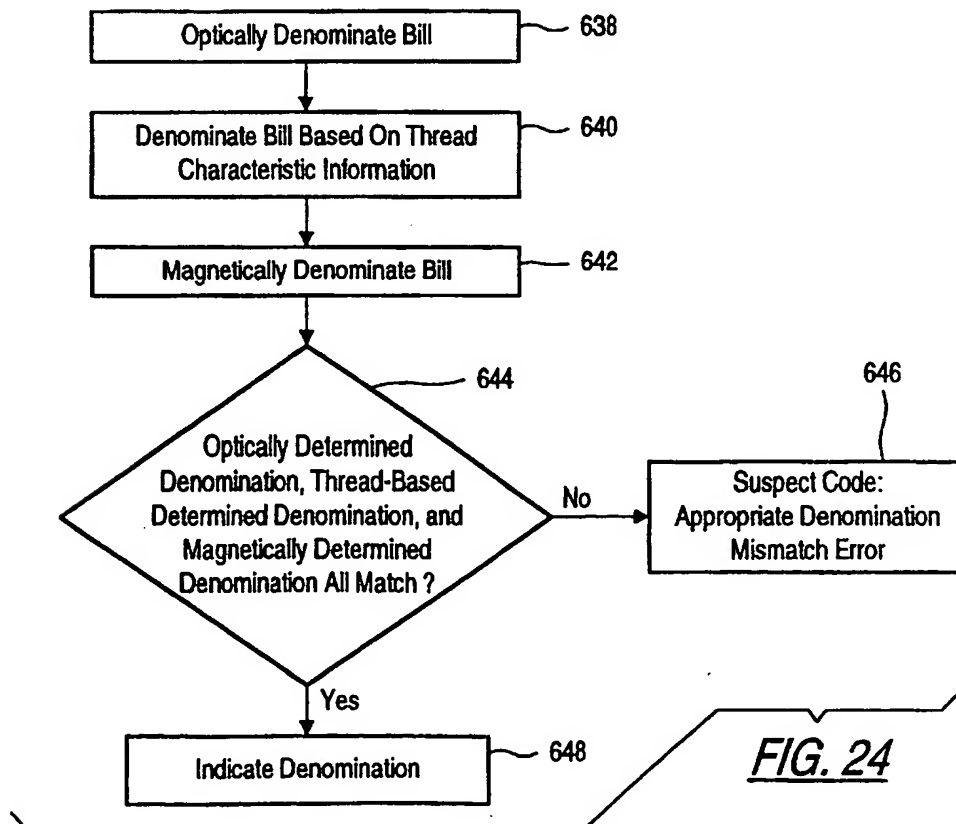 Optically Denominate Bill
638
Denominate Bill Based On Thread
Characteristic Information
640
Magnetically Denominate Bill
642
644
Optically Determined
Denomination, Thread-Based
Determined Denomination, and
Magnetically Determined
Denomination All Match ?
No
646
Suspect Code:
Appropriate Denomination
Mismatch Error
Yes
Indicate Denomination
648
FIG. 24